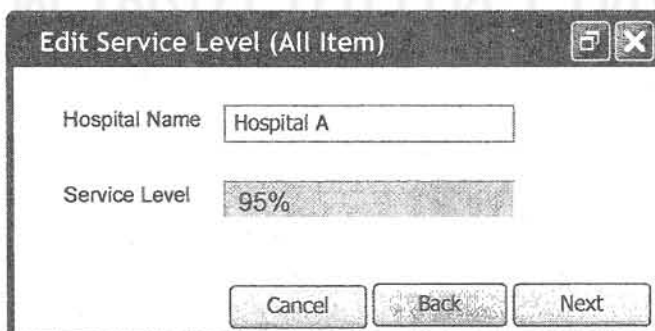 Edit Service Level (All Item)
Hospital Name Hospital A
Service Level 95%
Cancel Back Next